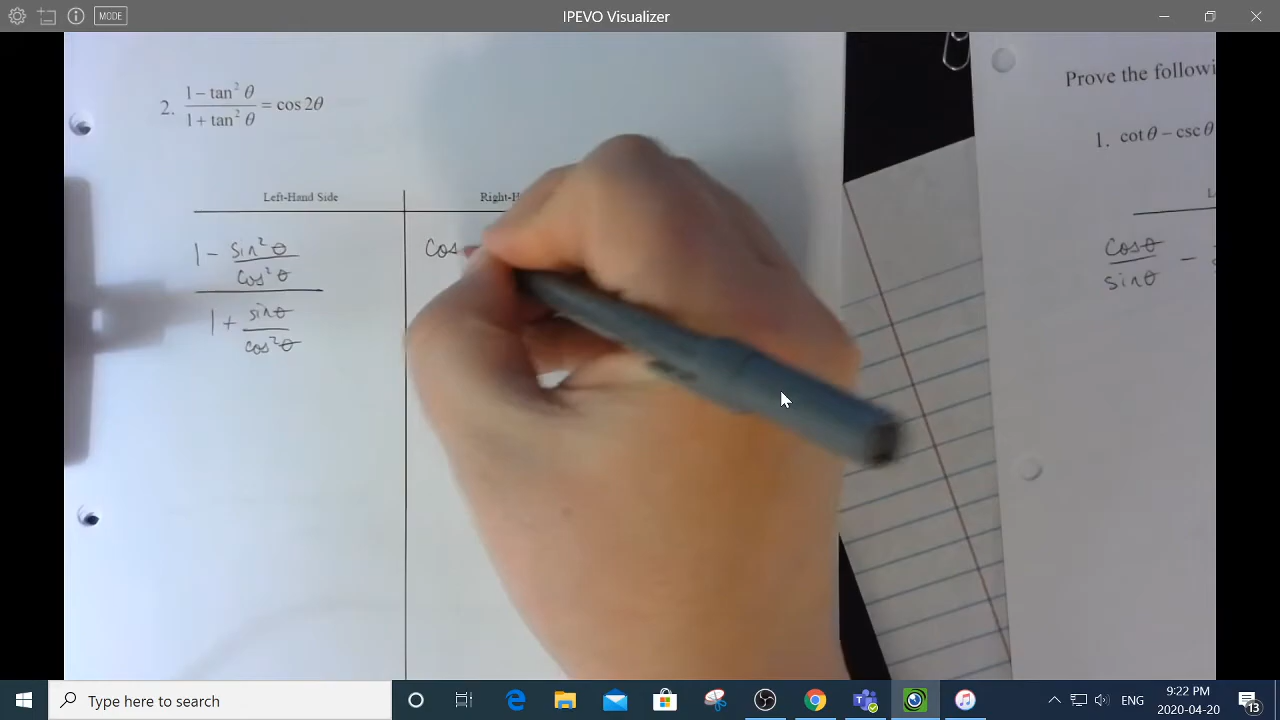 MODE
IPEVO Visualizer
2. (1 − tan² θ)/(1 + tan² θ) = cos 2θ
Left-Hand Side
Right-H
1 − sin²θ/cos²θ
1 + sinθ/cos²θ
cos
Prove the followi
1. cot θ − csc θ
cosθ/sinθ −
Type here to search
ENG
9:22 PM
2020-04-20
13